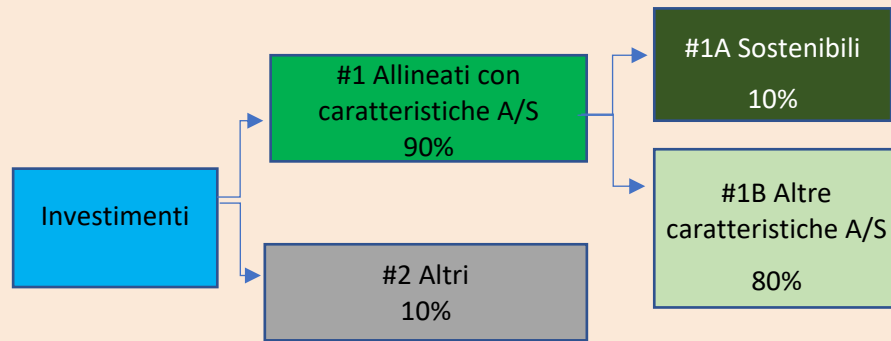 Investimenti
#1 Allineati con
caratteristiche A/S
90%
#2 Altri
10%
#1A Sostenibili
10%
#1B Altre
caratteristiche A/S
80%